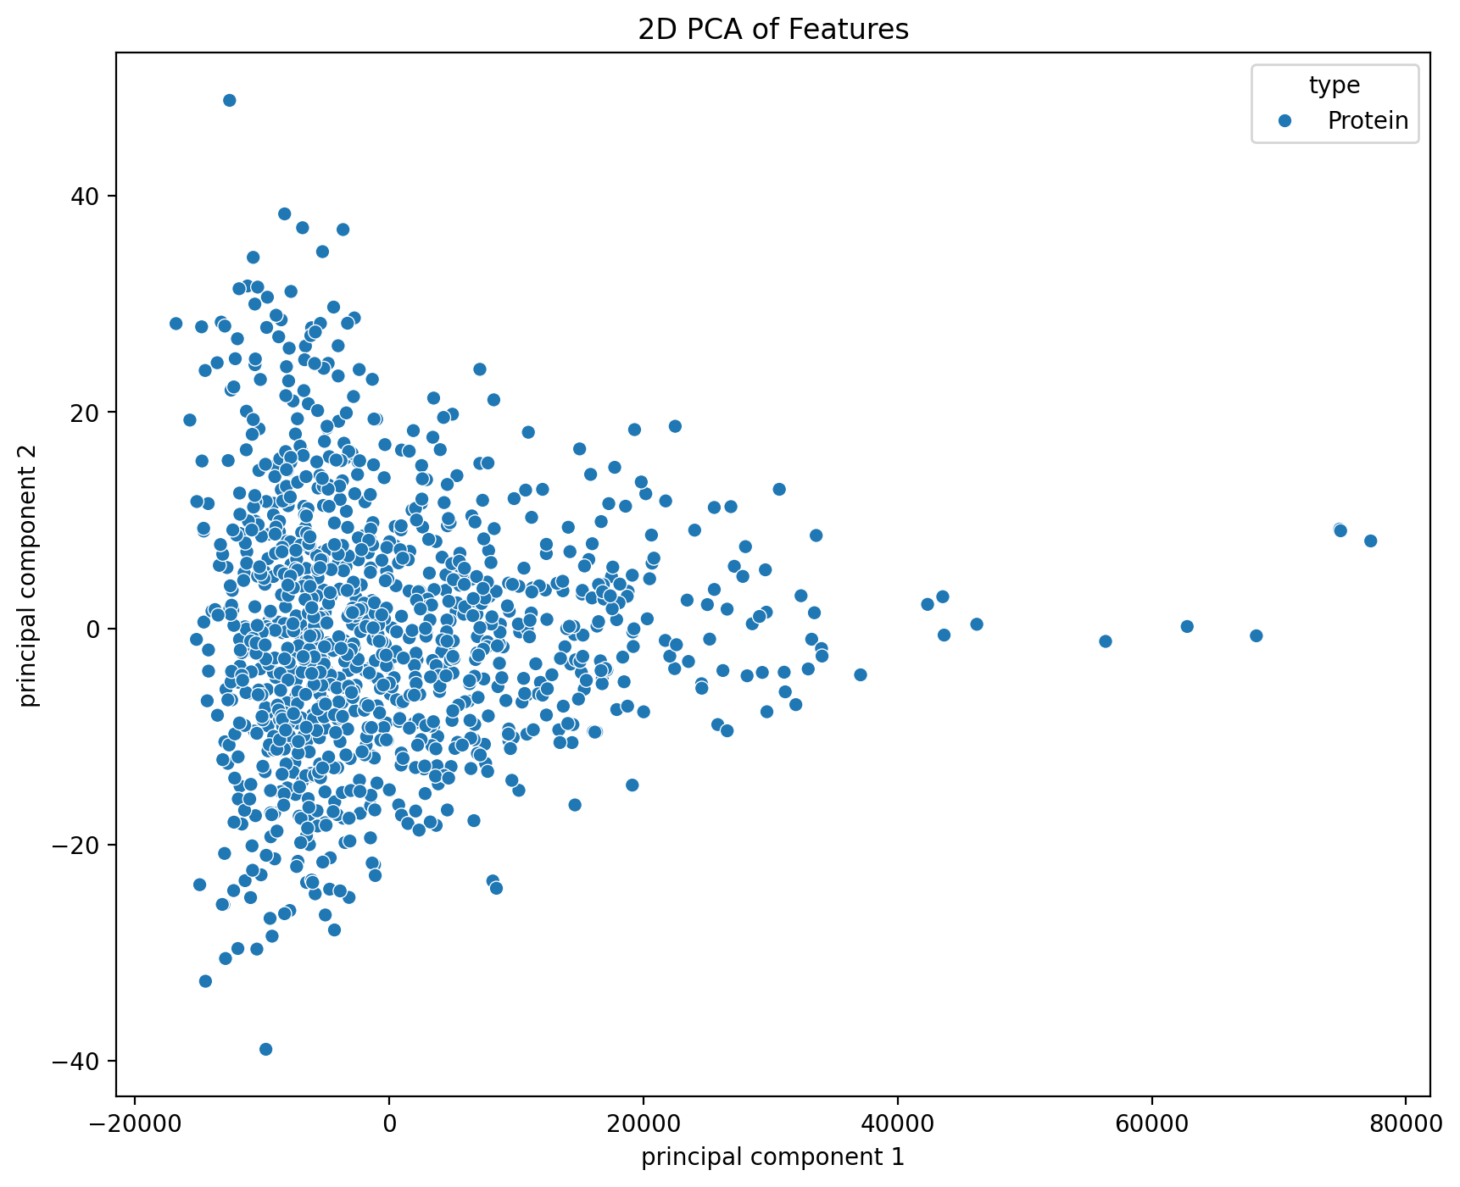 2D PCA of Features
type
Protein
40
20
0
−20
−40
principal component 2
−20000
0
20000
40000
60000
80000
principal component 1